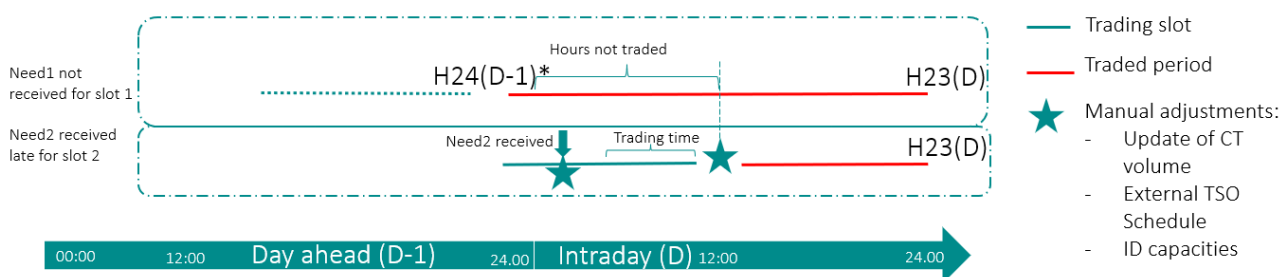 Hours not traded
Need1 not
received for slot 1
H24(D-1)*
H23(D)
Need2 received
late for slot 2
Need2 received
Trading time
H23(D)
00:00
12:00
Day ahead (D-1)
24.00
Intraday (D)
12:00
24.00
Trading slot
Traded period
Manual adjustments:
- Update of CT
volume
- External TSO
Schedule
- ID capacities